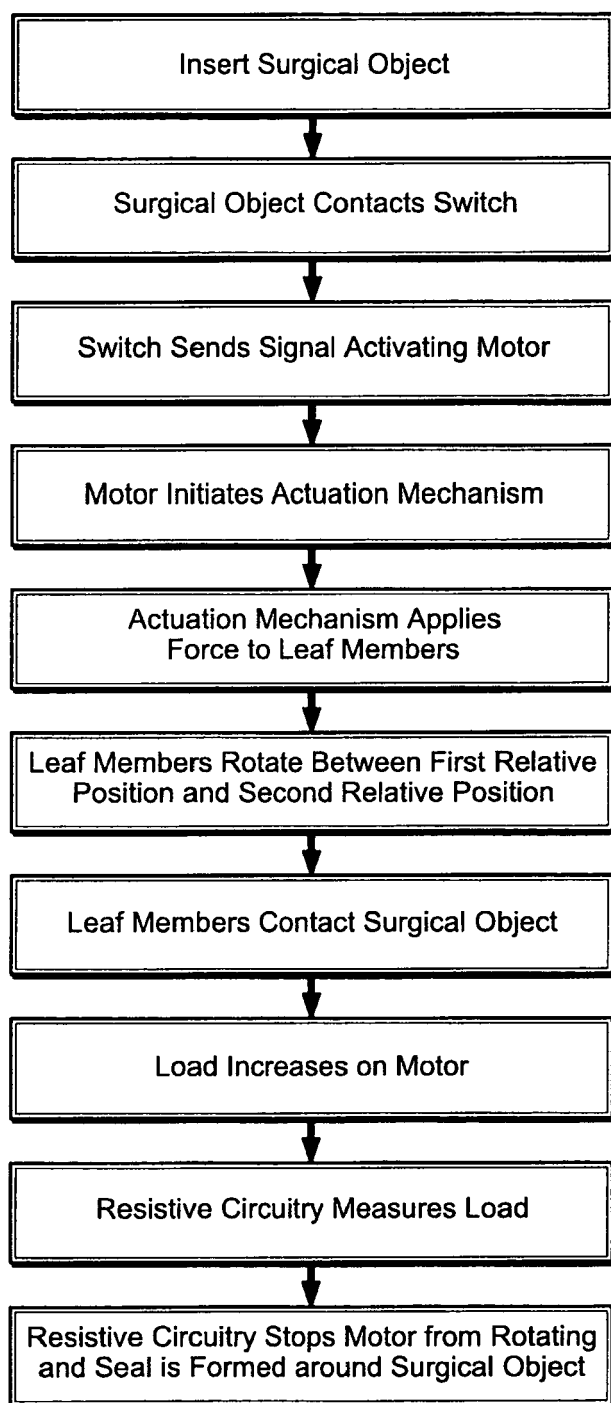 Insert Surgical Object
Surgical Object Contacts Switch
Switch Sends Signal Activating Motor
Motor Initiates Actuation Mechanism
Actuation Mechanism Applies
Force to Leaf Members
Leaf Members Rotate Between First Relative
Position and Second Relative Position
Leaf Members Contact Surgical Object
Load Increases on Motor
Resistive Circuitry Measures Load
Resistive Circuitry Stops Motor from Rotating
and Seal is Formed around Surgical Object